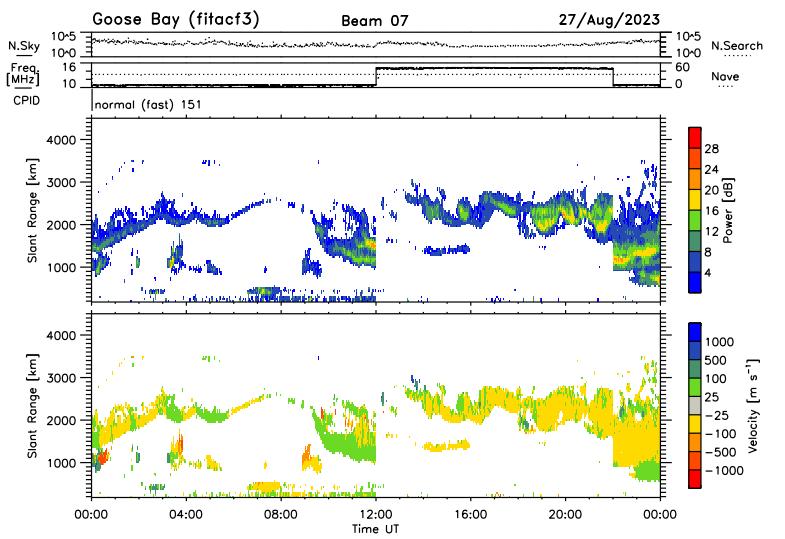 Goose Bay (fitacf3) Beam 07 27/Aug/2023
N.Sky 10^5 10^0 10^5 10^0 N.Search
Freq. [MHz] 16 10 60 0 Nave
CPID normal (fast) 151
Slant Range [km] 4000 3000 2000 1000
28 24 20 16 12 8 4 Power [dB]
Slant Range [km] 4000 3000 2000 1000
1000 500 100 25 −25 −100 −500 −1000 Velocity [m s⁻¹]
00:00 04:00 08:00 12:00 16:00 20:00 00:00
Time UT